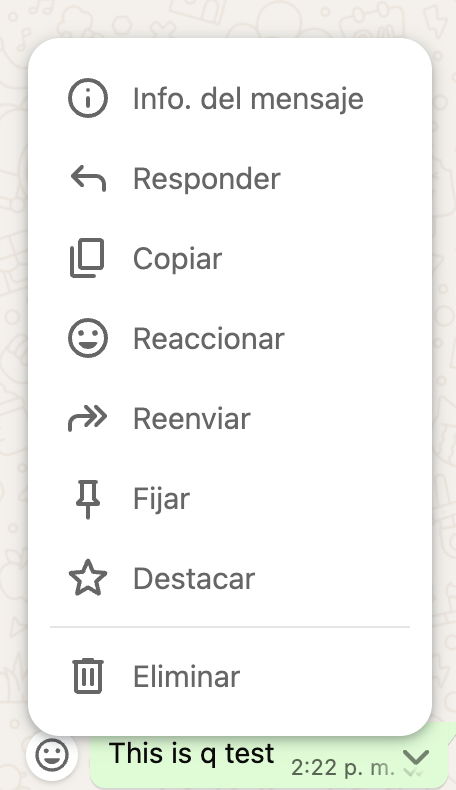 Info. del mensaje
Responder
Copiar
Reaccionar
Reenviar
Fijar
Destacar
Eliminar
This is q test
2:22 p. m.